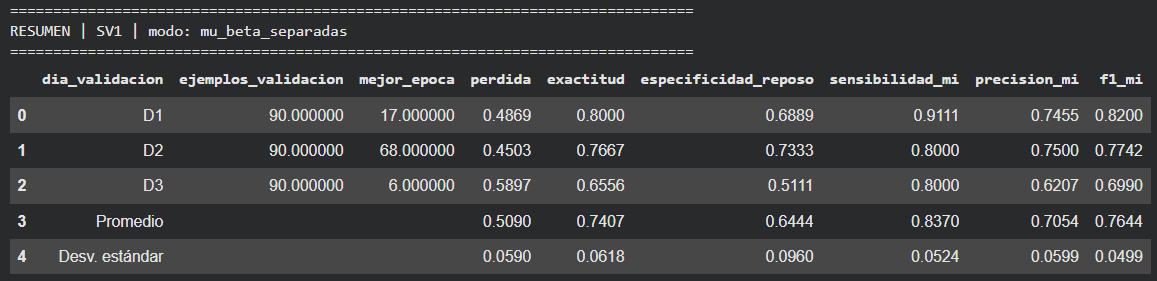 ===============================================================================
RESUMEN | SV1 | modo: mu_beta_separadas
===============================================================================
dia_validacion ejemplos_validacion mejor_epoca perdida exactitud especificidad_reposo sensibilidad_mi precision_mi f1_mi
0 D1 90.000000 17.000000 0.4869 0.8000 0.6889 0.9111 0.7455 0.8200
1 D2 90.000000 68.000000 0.4503 0.7667 0.7333 0.8000 0.7500 0.7742
2 D3 90.000000 6.000000 0.5897 0.6556 0.5111 0.8000 0.6207 0.6990
3 Promedio 0.5090 0.7407 0.6444 0.8370 0.7054 0.7644
4 Desv. estándar 0.0590 0.0618 0.0960 0.0524 0.0599 0.0499